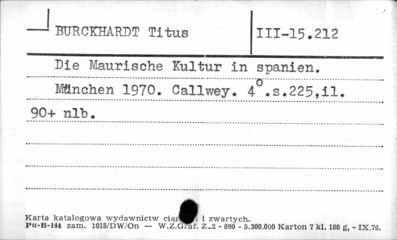 BURCKHARDT Titus
III-15.212
Die Maurische Kultur in spanien.
München 1970. Callwey. 4°.s.225,il.
90+ nlb.
Karta katalogowa wydawnictw i zwartych.
Pu-B-144 zam. 1015/DW/On — W.Z.Graf. Z-2 - 890 - 5.300.000 Karton 7 kl. 180 g, - IX.76.